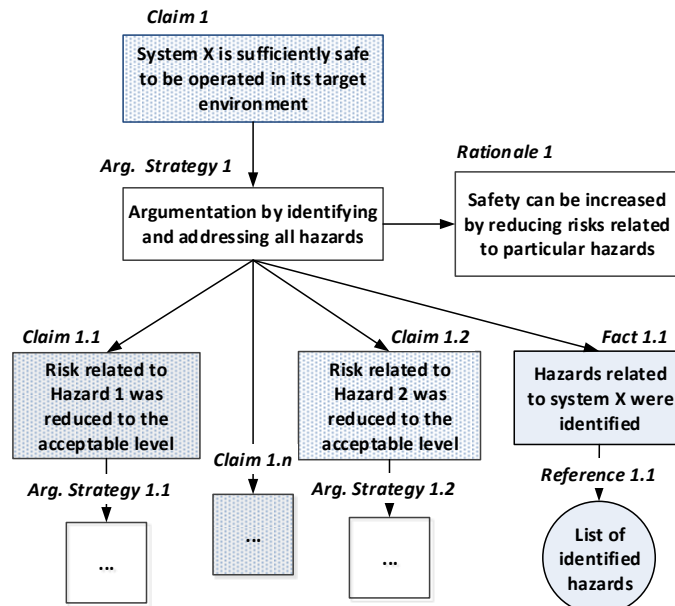 Claim 1
System X is sufficiently safe
to be operated in its target
environment
Arg. Strategy 1
Argumentation by identifying
and addressing all hazards
Rationale 1
Safety can be increased
by reducing risks related
to particular hazards
Claim 1.1
Risk related to
Hazard 1 was
reduced to the
acceptable level
Claim 1.n
...
Claim 1.2
Risk related to
Hazard 2 was
reduced to the
acceptable level
Fact 1.1
Hazards related
to system X were
identified
Arg. Strategy 1.1
...
Arg. Strategy 1.2
...
Reference 1.1
List of
identified
hazards